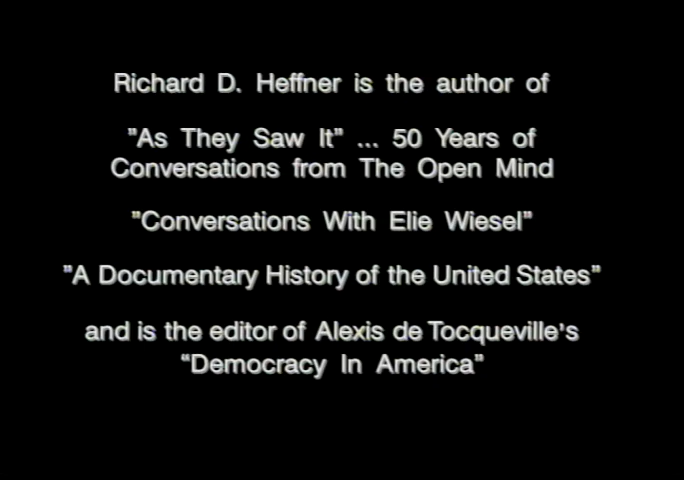 Richard D. Heffner is the author of
"As They Saw It" ... 50 Years of
Conversations from The Open Mind
"Conversations With Elie Wiesel"
"A Documentary History of the United States"
and is the editor of Alexis de Tocqueville's
“Democracy In America”